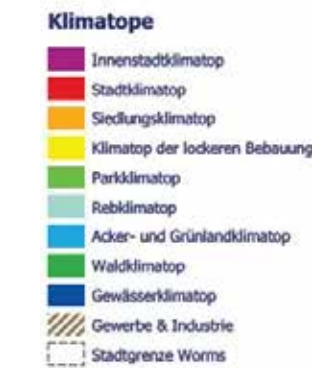 Klimatope
Innenstadtklimatop
Stadtklimatop
Siedlungsklimatop
Klimatop der lockeren Bebauung
Parkklimatop
Rebklimatop
Acker- und Grünlandklimatop
Waldklimatop
Gewässerklimatop
Gewerbe & Industrie
Stadtgrenze Worms